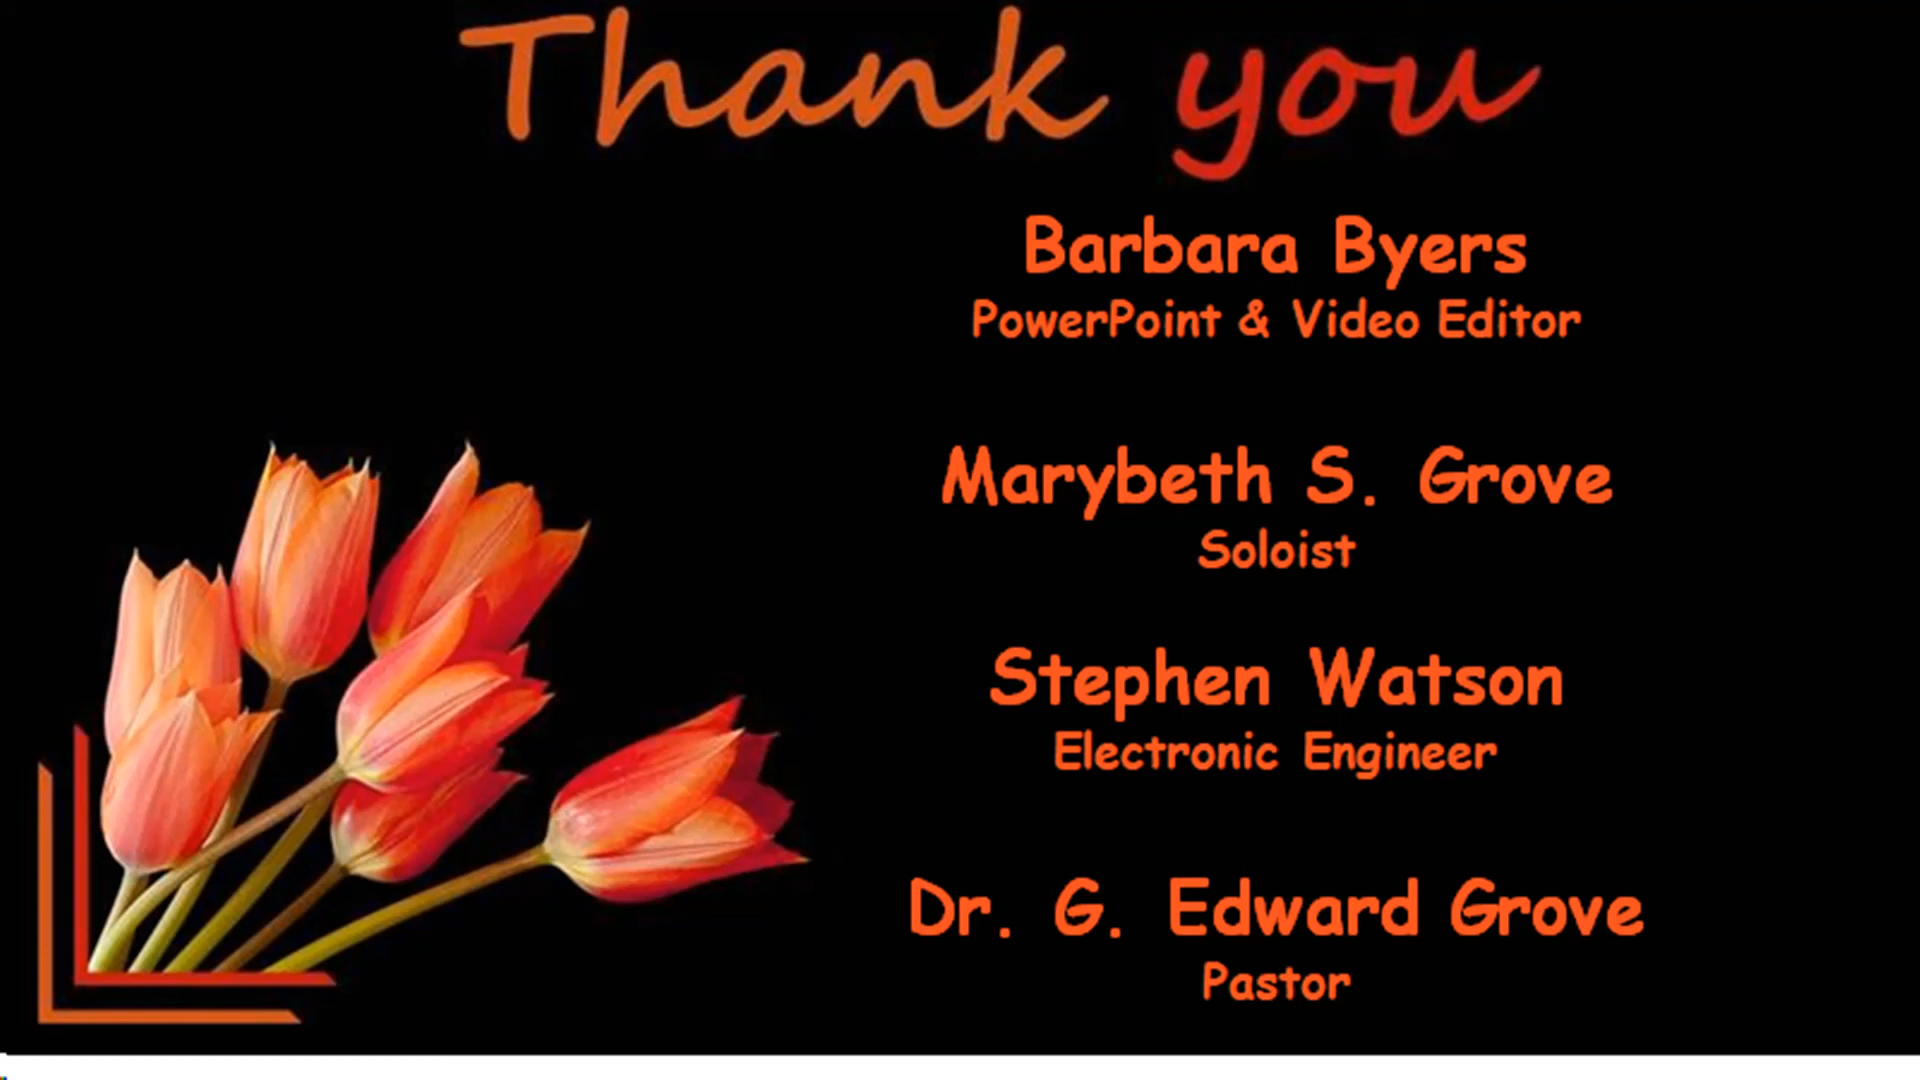 Thank you
Barbara Byers
PowerPoint & Video Editor
Marybeth S. Grove
Soloist
Stephen Watson
Electronic Engineer
Dr. G. Edward Grove
Pastor